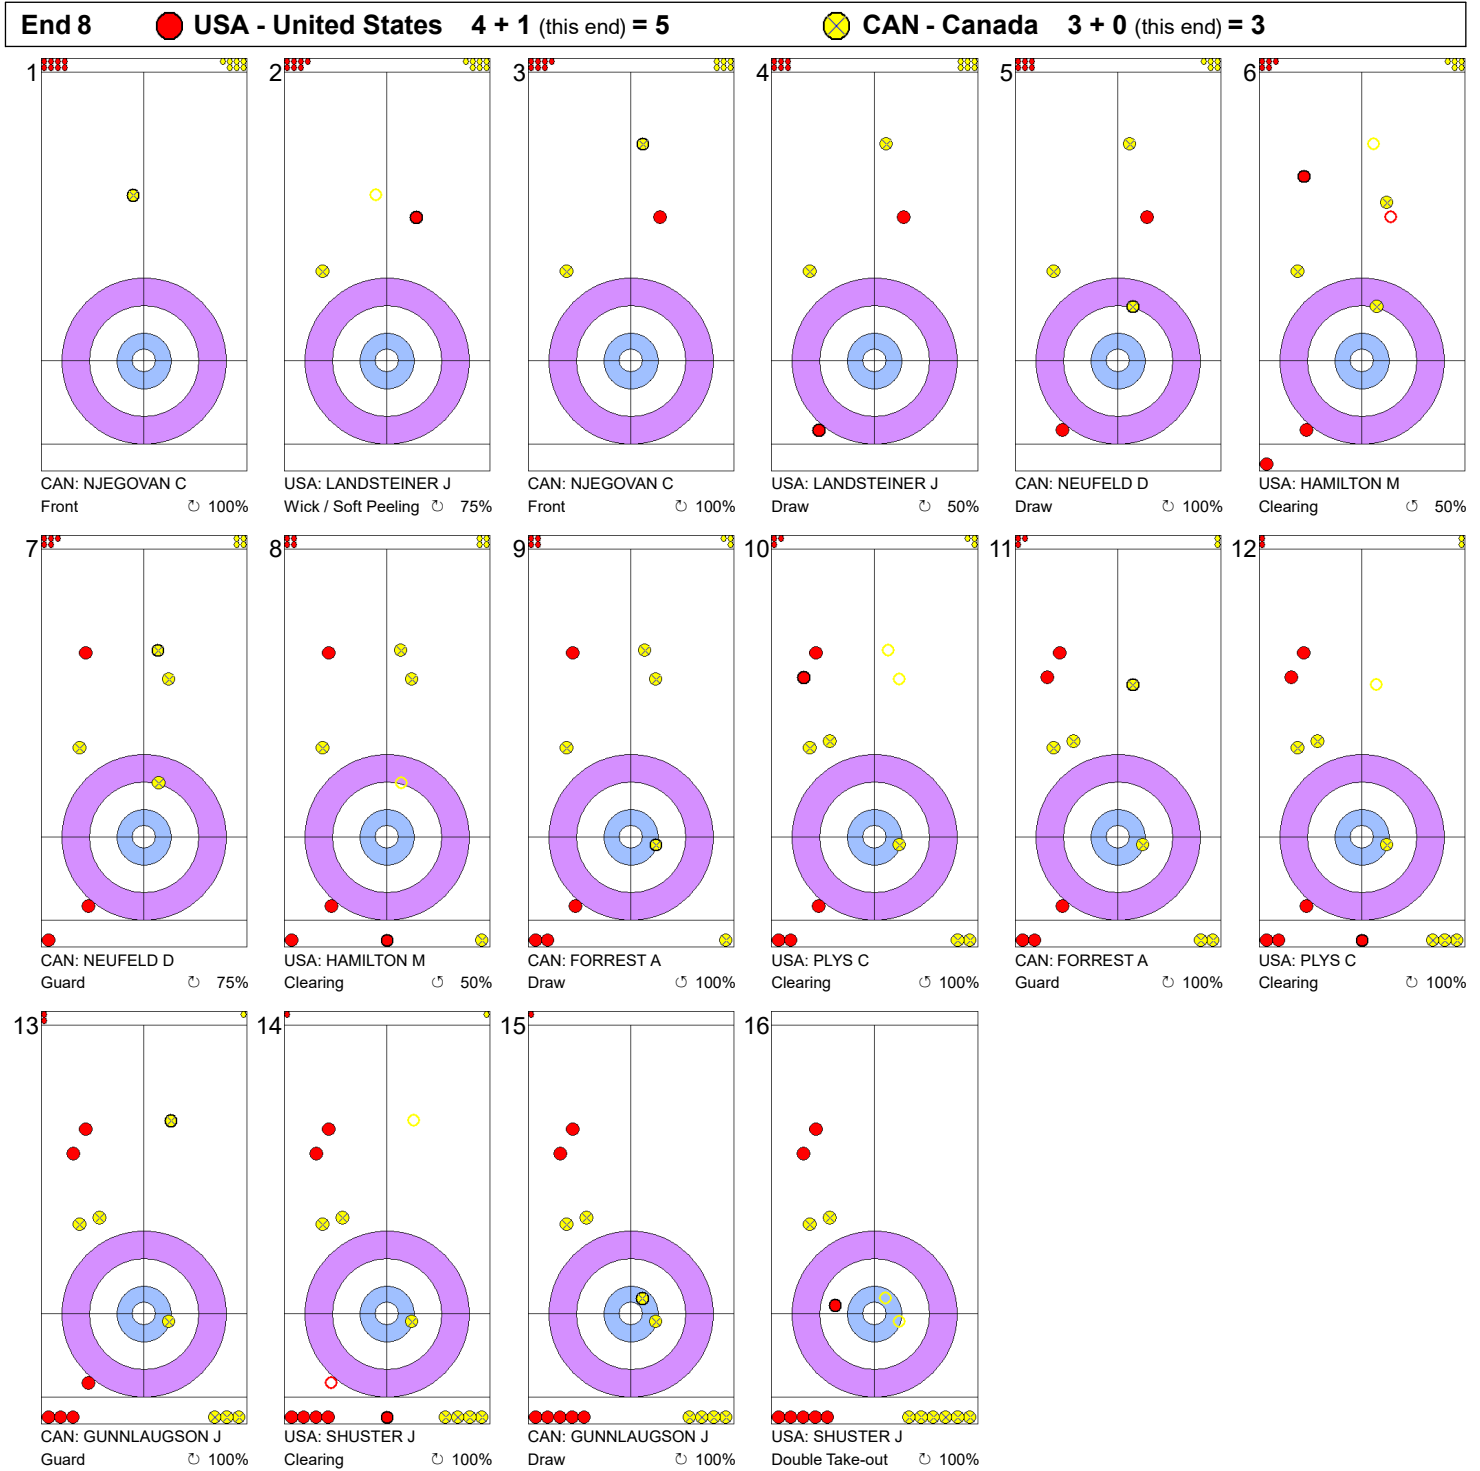 End 8 USA - United States 4 + 1 (this end) = 5 CAN - Canada 3 + 0 (this end) = 3
1 2 3 4 5 6
CAN: NJEGOVAN C USA: LANDSTEINER J CAN: NJEGOVAN C USA: LANDSTEINER J CAN: NEUFELD D USA: HAMILTON M
Front ↻ 100% Wick / Soft Peeling ↻ 75% Front ↻ 100% Draw ↻ 50% Draw ↻ 100% Clearing ↺ 50%
7 8 9 10 11 12
CAN: NEUFELD D USA: HAMILTON M CAN: FORREST A USA: PLYS C CAN: FORREST A USA: PLYS C
Guard ↻ 75% Clearing ↺ 50% Draw ↺ 100% Clearing ↺ 100% Guard ↻ 100% Clearing ↻ 100%
13 14 15 16
CAN: GUNNLAUGSON J USA: SHUSTER J CAN: GUNNLAUGSON J USA: SHUSTER J
Guard ↻ 100% Clearing ↻ 100% Draw ↻ 100% Double Take-out ↻ 100%